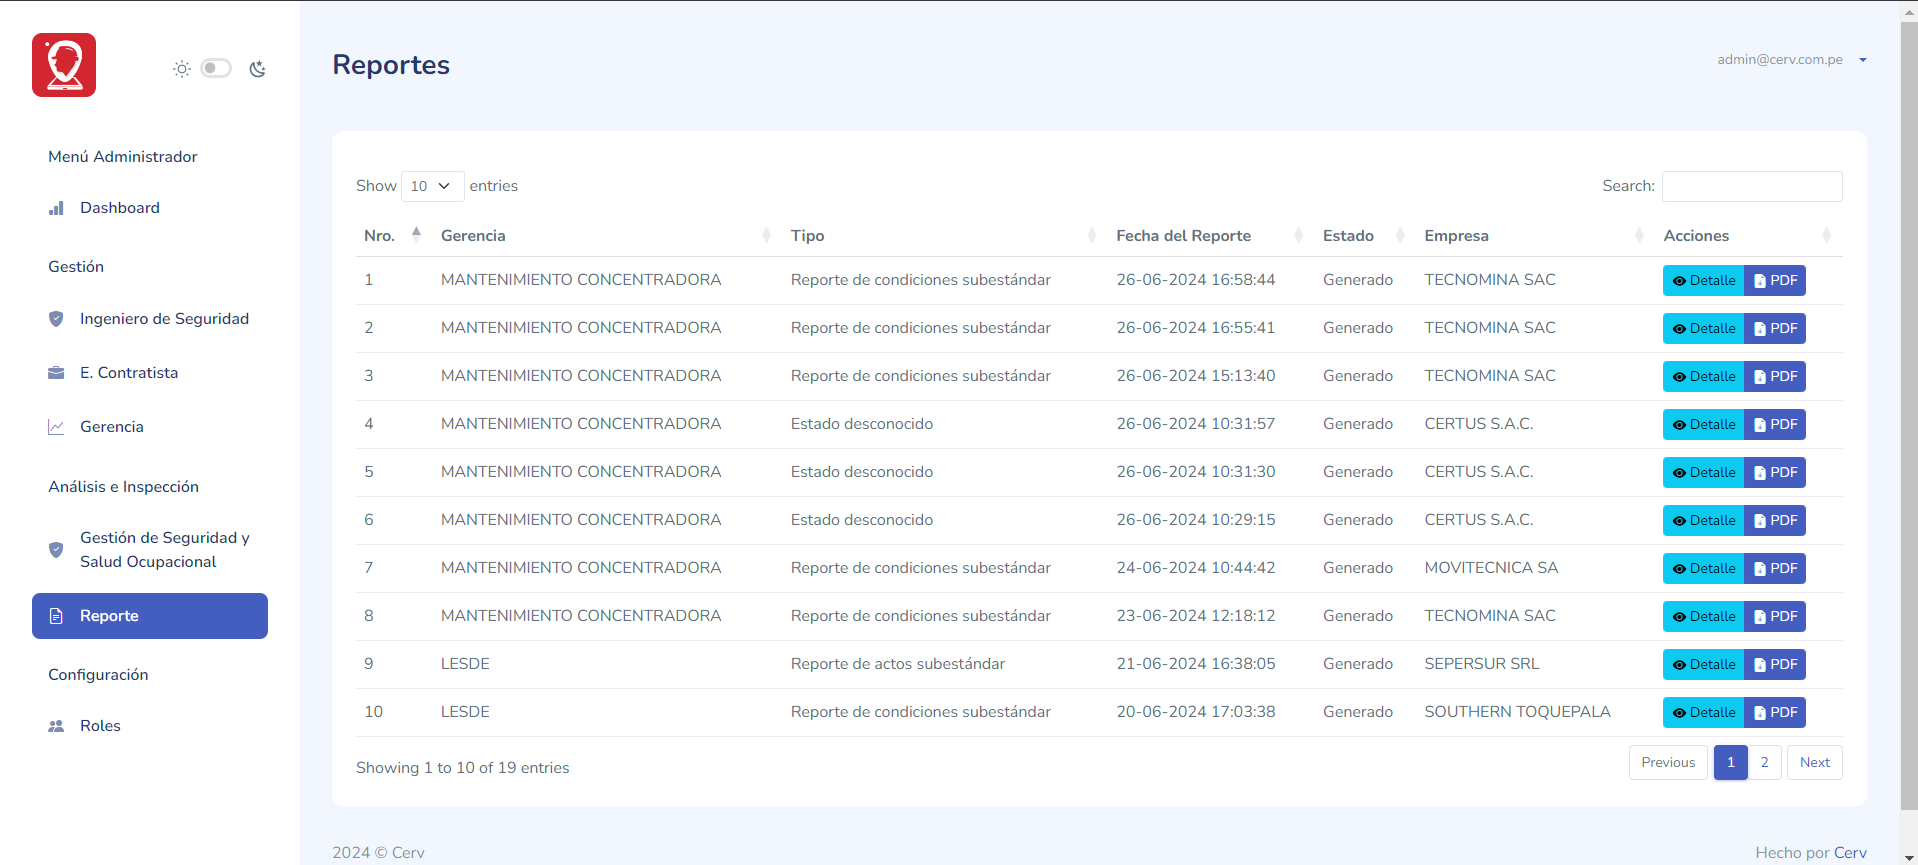 Reportes
admin@cerv.com.pe
Menú Administrador
Dashboard
Gestión
Ingeniero de Seguridad
E. Contratista
Gerencia
Análisis e Inspección
Gestión de Seguridad y
Salud Ocupacional
Reporte
Configuración
Roles
Show 10 entries
Search:
Nro. Gerencia Tipo Fecha del Reporte Estado Empresa Acciones
1 MANTENIMIENTO CONCENTRADORA Reporte de condiciones subestándar 26-06-2024 16:58:44 Generado TECNOMINA SAC Detalle PDF
2 MANTENIMIENTO CONCENTRADORA Reporte de condiciones subestándar 26-06-2024 16:55:41 Generado TECNOMINA SAC Detalle PDF
3 MANTENIMIENTO CONCENTRADORA Reporte de condiciones subestándar 26-06-2024 15:13:40 Generado TECNOMINA SAC Detalle PDF
4 MANTENIMIENTO CONCENTRADORA Estado desconocido 26-06-2024 10:31:57 Generado CERTUS S.A.C. Detalle PDF
5 MANTENIMIENTO CONCENTRADORA Estado desconocido 26-06-2024 10:31:30 Generado CERTUS S.A.C. Detalle PDF
6 MANTENIMIENTO CONCENTRADORA Estado desconocido 26-06-2024 10:29:15 Generado CERTUS S.A.C. Detalle PDF
7 MANTENIMIENTO CONCENTRADORA Reporte de condiciones subestándar 24-06-2024 10:44:42 Generado MOVITECNICA SA Detalle PDF
8 MANTENIMIENTO CONCENTRADORA Reporte de condiciones subestándar 23-06-2024 12:18:12 Generado TECNOMINA SAC Detalle PDF
9 LESDE Reporte de actos subestándar 21-06-2024 16:38:05 Generado SEPERSUR SRL Detalle PDF
10 LESDE Reporte de condiciones subestándar 20-06-2024 17:03:38 Generado SOUTHERN TOQUEPALA Detalle PDF
Showing 1 to 10 of 19 entries
Previous 1 2 Next
2024 © Cerv
Hecho por Cerv